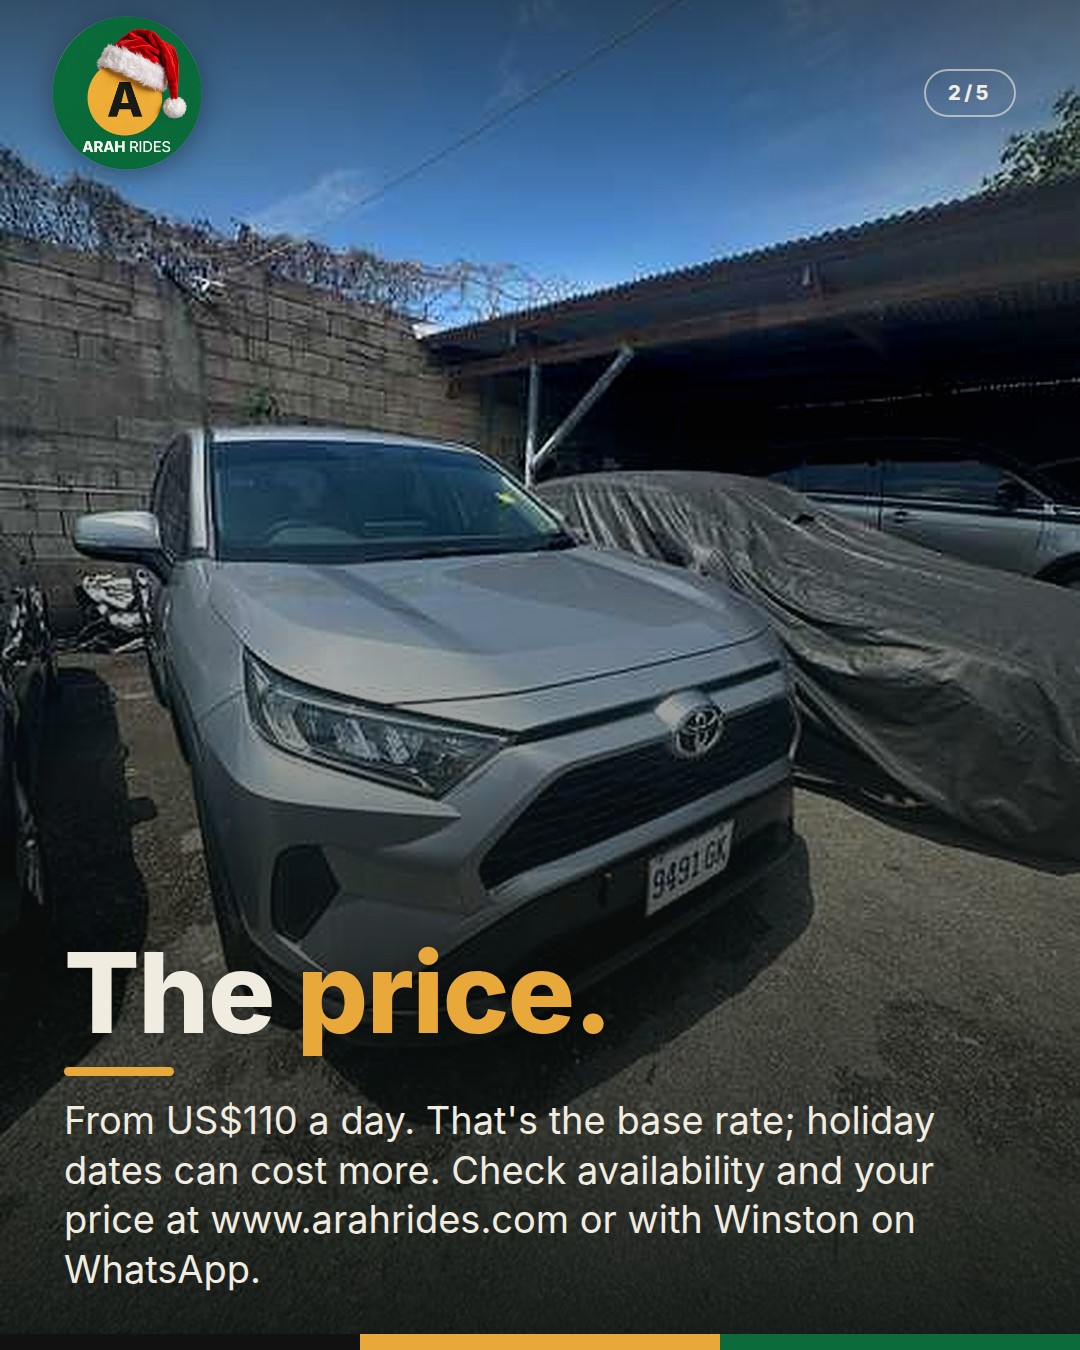 A
ARAH RIDES
2/5
9491 GK
The price.
From US$110 a day. That's the base rate; holiday
dates can cost more. Check availability and your
price at www.arahrides.com or with Winston on
WhatsApp.